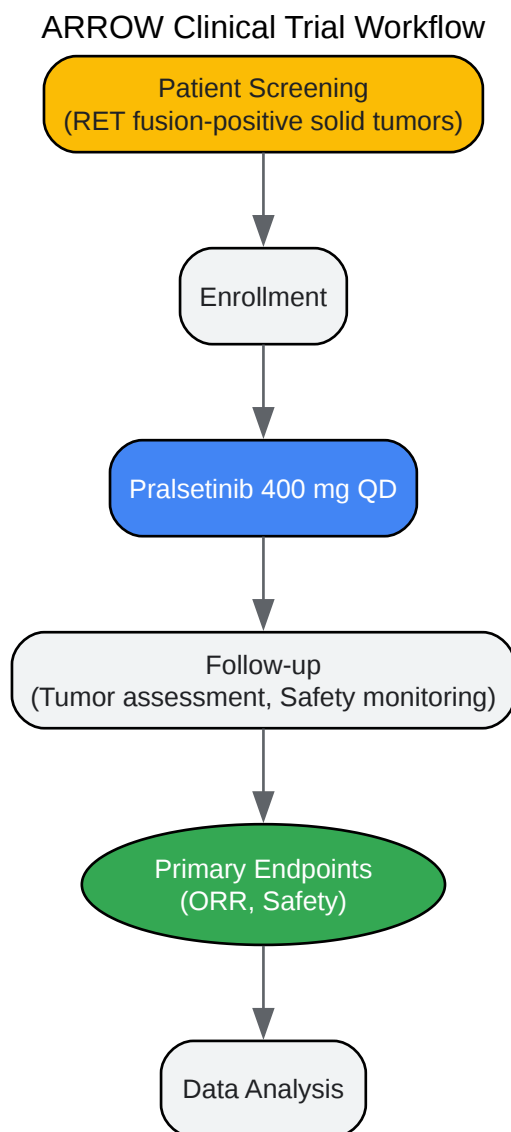 ARROW Clinical Trial Workflow
Patient Screening
(RET fusion-positive solid tumors)
Enrollment
Pralsetinib 400 mg QD
Follow-up
(Tumor assessment, Safety monitoring)
Primary Endpoints
(ORR, Safety)
Data Analysis